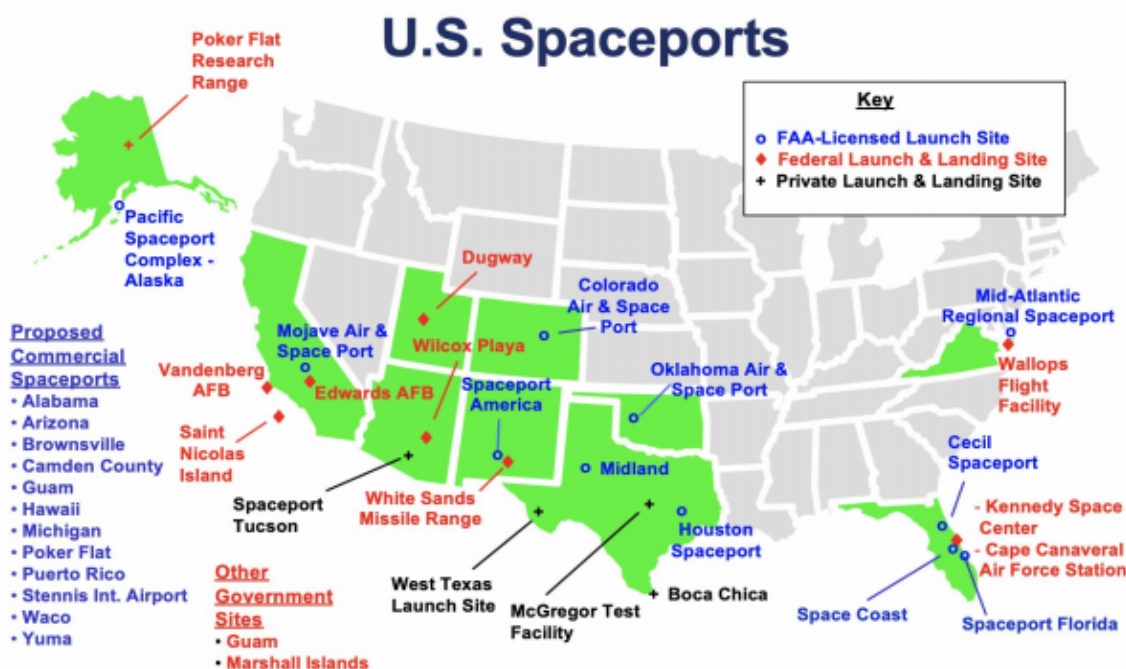 U.S. Spaceports
Poker Flat
Research
Range
Key
FAA-Licensed Launch Site
Federal Launch & Landing Site
Private Launch & Landing Site
Pacific
Spaceport
Complex -
Alaska
Dugway
Colorado
Air & Space
Port
Mid-Atlantic
Regional Spaceport
Mojave Air &
Space Port
Wilcox Playa
Vandenberg
AFB
Edwards AFB
Spaceport
America
Oklahoma Air &
Space Port
Wallops
Flight
Facility
Saint
Nicolas
Island
Cecil
Spaceport
Midland
Spaceport
Tucson
White Sands
Missile Range
Houston
Spaceport
- Kennedy Space
Center
- Cape Canaveral
Air Force Station
West Texas
Launch Site
McGregor Test
Facility
Boca Chica
Space Coast
Spaceport Florida
Proposed
Commercial
Spaceports
• Alabama
• Arizona
• Brownsville
• Camden County
• Guam
• Hawaii
• Michigan
• Poker Flat
• Puerto Rico
• Stennis Int. Airport
• Waco
• Yuma
Other
Government
Sites
• Guam
• Marshall Islands